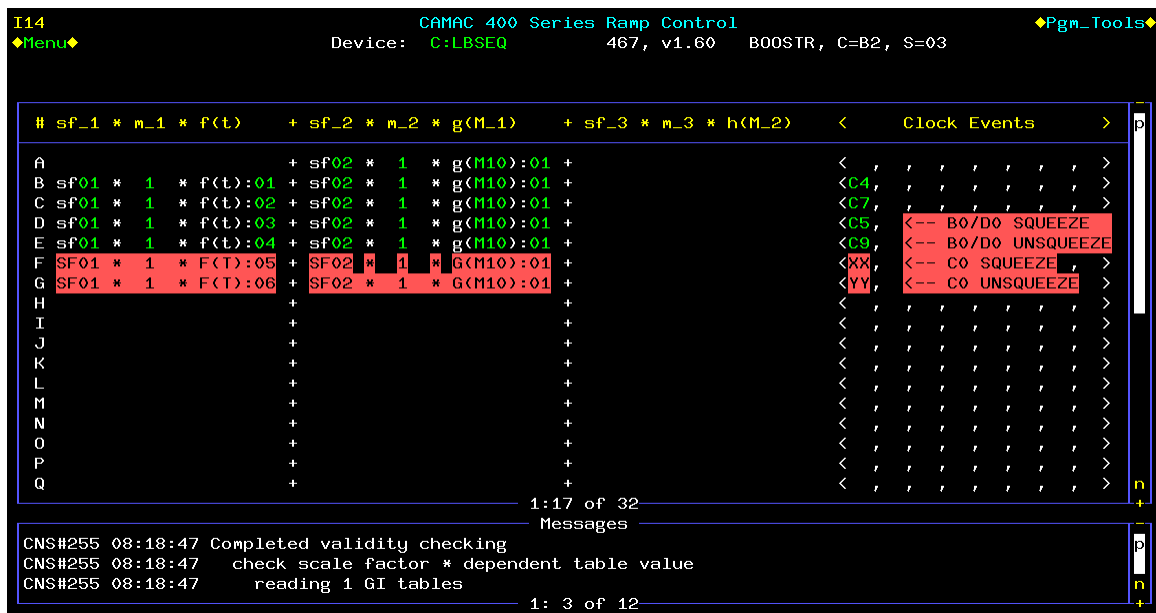 I14 CAMAC 400 Series Ramp Control ◆Pgm_Tools◆
◆Menu◆ Device: C:LBSEQ 467, v1.60 BOOSTR, C=B2, S=03
# sf_1 * m_1 * f(t) + sf_2 * m_2 * g(M_1) + sf_3 * m_3 * h(M_2) < Clock Events > p
A + sf02 * 1 * g(M10):01 + < , , , , , , , >
B sf01 * 1 * f(t):01 + sf02 * 1 * g(M10):01 + <C4, , , , , , , >
C sf01 * 1 * f(t):02 + sf02 * 1 * g(M10):01 + <C7, , , , , , , >
D sf01 * 1 * f(t):03 + sf02 * 1 * g(M10):01 + <C5, <-- B0/D0 SQUEEZE
E sf01 * 1 * f(t):04 + sf02 * 1 * g(M10):01 + <C9, <-- B0/D0 UNSQUEEZE
F SF01 * 1 * F(T):05 + SF02 * 1 * G(M10):01 + <XX, <-- C0 SQUEEZE , >
G SF01 * 1 * F(T):06 + SF02 * 1 * G(M10):01 + <YY, <-- C0 UNSQUEEZE >
H + + < , , , , , , , >
I + + < , , , , , , , >
J + + < , , , , , , , >
K + + < , , , , , , , >
L + + < , , , , , , , >
M + + < , , , , , , , >
N + + < , , , , , , , >
O + + < , , , , , , , >
P + + < , , , , , , , >
Q + + < , , , , , , , > n
1:17 of 32 +
Messages
CNS#255 08:18:47 Completed validity checking p
CNS#255 08:18:47 check scale factor * dependent table value
CNS#255 08:18:47 reading 1 GI tables n
1: 3 of 12 +